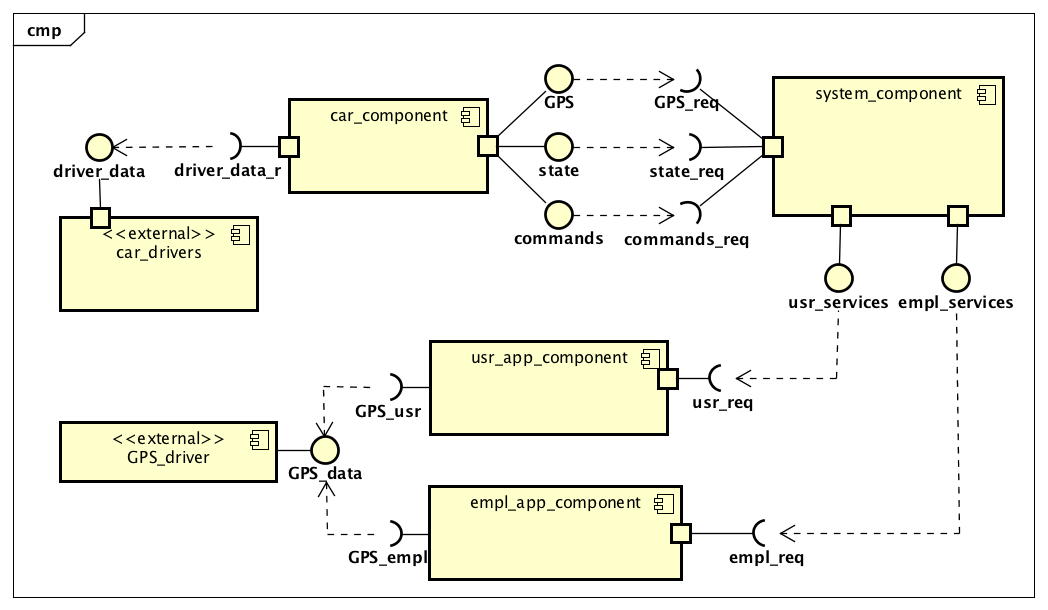 cmp
GPS
GPS_req
system_component
car_component
driver_data
driver_data_r
state
state_req
<<external>>
car_drivers
commands
commands_req
usr_services
empl_services
usr_app_component
GPS_usr
usr_req
<<external>>
GPS_driver
GPS_data
empl_app_component
GPS_empl
empl_req